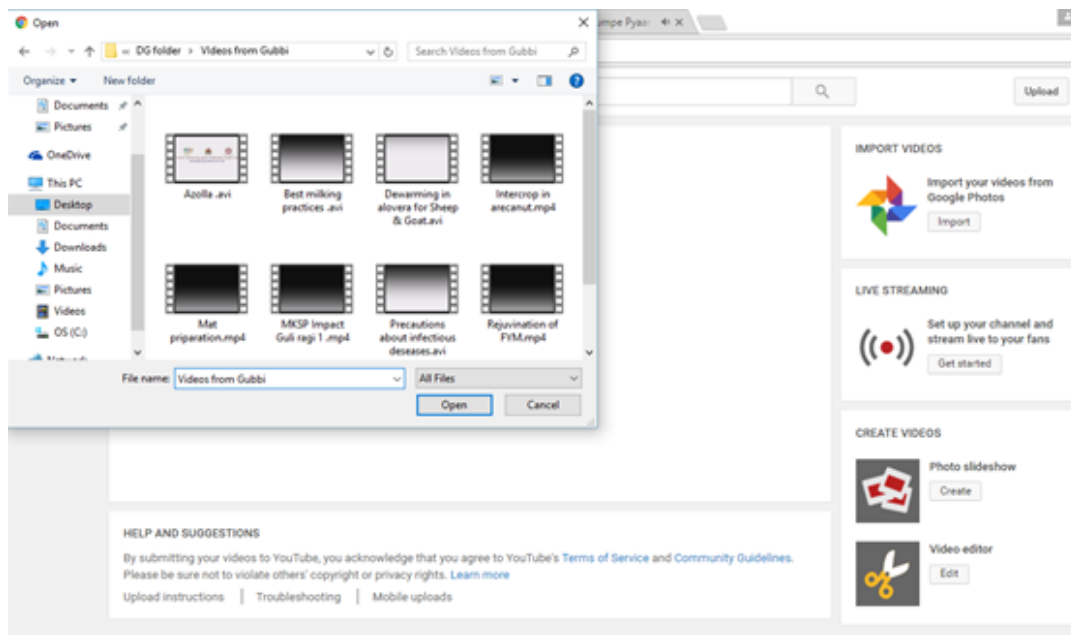 Open
umpe Pyaar
« DG folder > Videos from Gubbi
Search Videos from Gubbi
Organize
New folder
Documents
Pictures
OneDrive
This PC
Desktop
Documents
Downloads
Music
Pictures
Videos
OS (C:)
Network
Azolla .avi
Best milking
practices .avi
Dewarming in
alovera for Sheep
& Goat.avi
Intercrop in
arecanut.mp4
Mat
priparation.mp4
MKSP Impact
Guli ragi 1 .mp4
Precautions
about infectious
deseases.avi
Rejuvination of
FYM.mp4
File name:
Videos from Gubbi
All Files
Open
Cancel
Upload
IMPORT VIDEOS
Import your videos from
Google Photos
Import
LIVE STREAMING
Set up your channel and
stream live to your fans
Get started
CREATE VIDEOS
Photo slideshow
Create
Video editor
Edit
HELP AND SUGGESTIONS
By submitting your videos to YouTube, you acknowledge that you agree to YouTube's Terms of Service and Community Guidelines.
Please be sure not to violate others' copyright or privacy rights. Learn more
Upload instructions | Troubleshooting | Mobile uploads